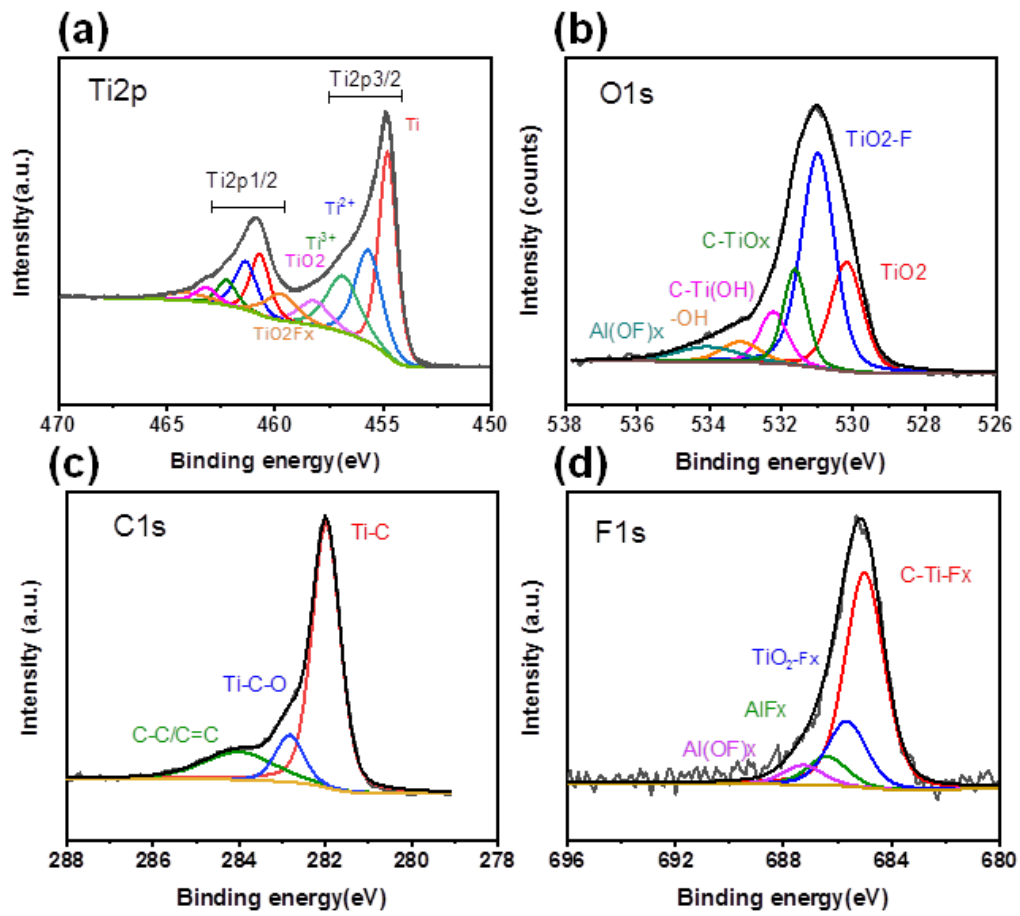 (a)
Ti2p
Ti2p3/2
Ti
Ti2p1/2
Ti2+
Ti3+
TiO2
TiO2Fx
Intensity(a.u.)
470 465 460 455 450
Binding energy(eV)
(b)
O1s
TiO2-F
C-TiOx
TiO2
C-Ti(OH)
-OH
Al(OF)x
Intensity (counts)
538 536 534 532 530 528 526
Binding energy(eV)
(c)
C1s
Ti-C
Ti-C-O
C-C/C=C
Intensity (a.u.)
288 286 284 282 280 278
Binding energy(eV)
(d)
F1s
C-Ti-Fx
TiO2-Fx
AlFx
Al(OF)x
Intensity (a.u.)
696 692 688 684 680
Binding energy(eV)